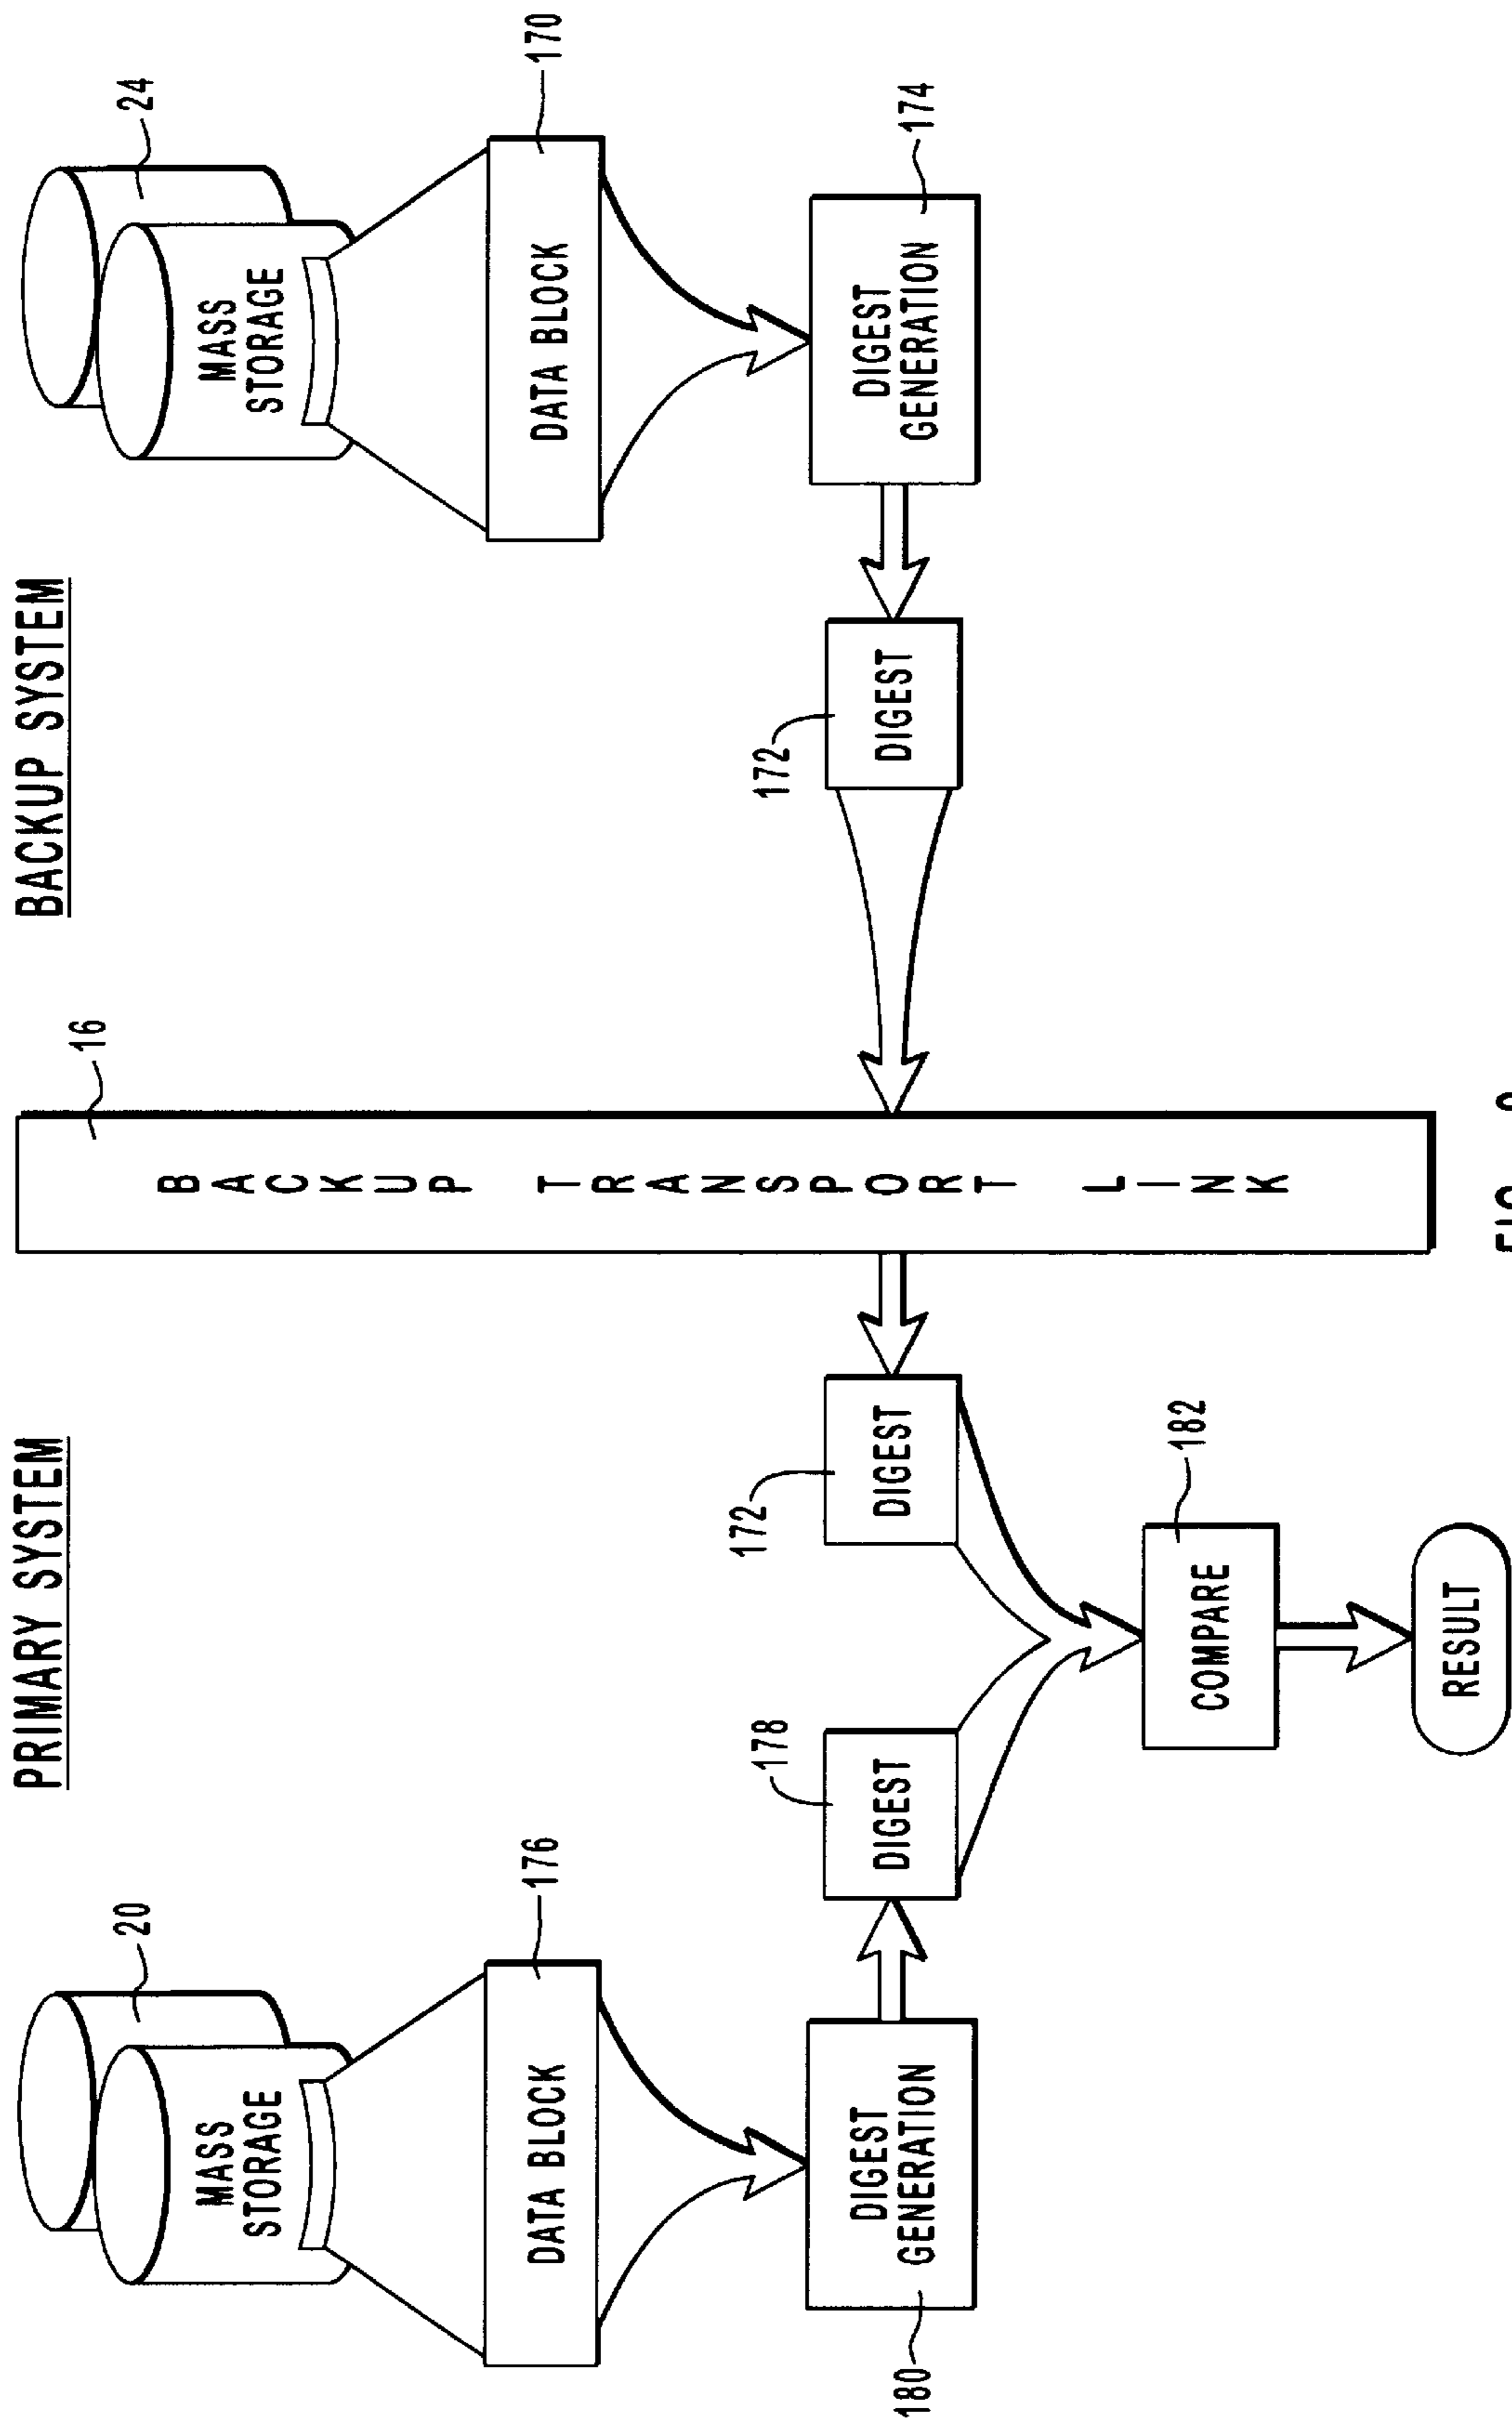 PRIMARY SYSTEM
BACKUP SYSTEM
20
MASS
STORAGE
176
DATA BLOCK
180
DIGEST
GENERATION
178
DIGEST
172
DIGEST
182
COMPARE
RESULT
16
BACKUP TRANSPORT LINK
172
DIGEST
24
MASS
STORAGE
170
DATA BLOCK
174
DIGEST
GENERATION